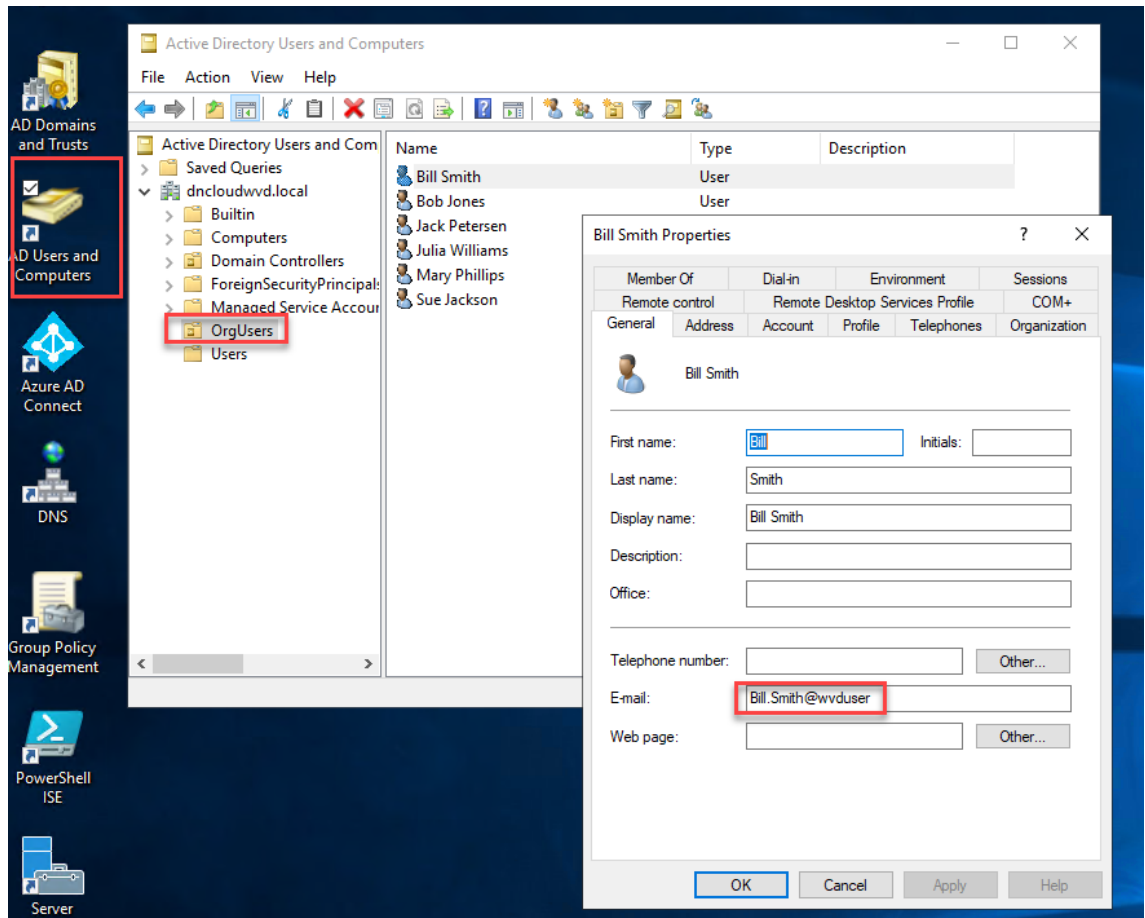 AD Domains
and Trusts
AD Users and
Computers
Azure AD
Connect
DNS
Group Policy
Management
PowerShell
ISE
Server
Active Directory Users and Computers
File Action View Help
Active Directory Users and Com
Saved Queries
dncloudwvd.local
Builtin
Computers
Domain Controllers
ForeignSecurityPrincipals
Managed Service Accour
OrgUsers
Users
Name Type Description
Bill Smith User
Bob Jones User
Jack Petersen
Julia Williams
Mary Phillips
Sue Jackson
Bill Smith Properties
Member Of Dial-in Environment Sessions
Remote control Remote Desktop Services Profile COM+
General Address Account Profile Telephones Organization
Bill Smith
First name: Bill Initials:
Last name: Smith
Display name: Bill Smith
Description:
Office:
Telephone number: Other...
E-mail: Bill.Smith@wvduser
Web page: Other...
OK Cancel Apply Help